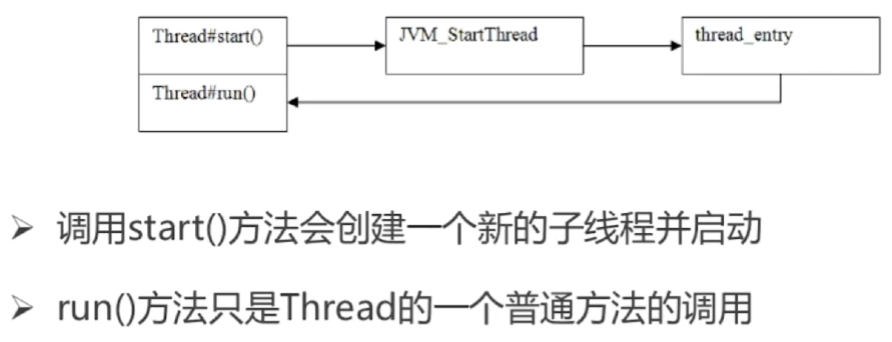 Thread#start()
JVM_StartThread
thread_entry
Thread#run()
➢ 调用start()方法会创建一个新的子线程并启动
➢ run()方法只是Thread的一个普通方法的调用